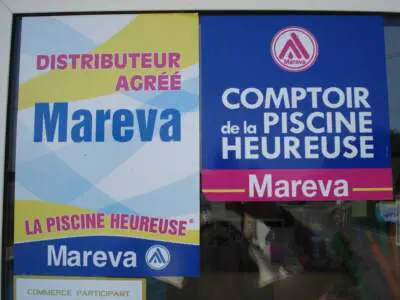 DISTRIBUTEUR
AGRÉÉ
Mareva
LA PISCINE HEUREUSE*
Mareva
COMMERCE PARTICIPANT
Mareva
COMPTOIR
de la PISCINE
HEUREUSE
Mareva